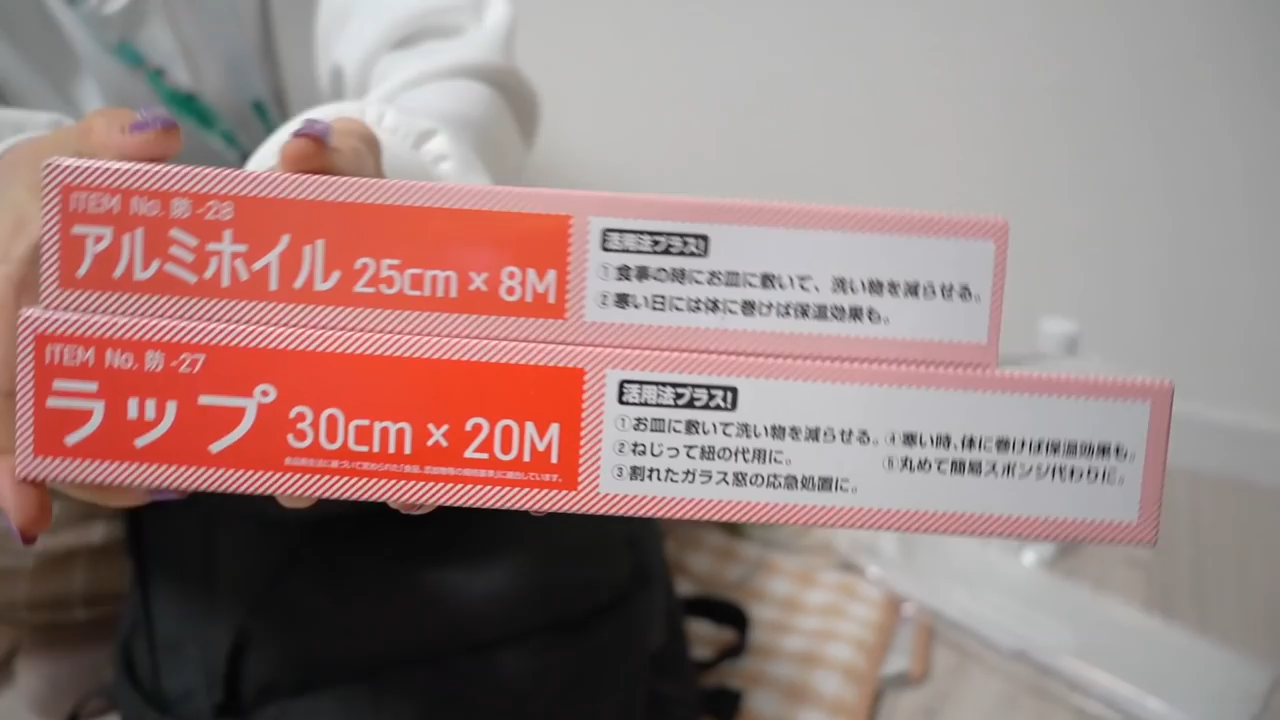 ITEM No. 防 -28
アルミホイル 25cm × 8M
活用法プラス!
①食事の時にお皿に敷いて、洗い物を減らせる。
②寒い日には体に巻けば保温効果も。
ITEM No. 防 -27
ラップ 30cm × 20M
活用法プラス!
①お皿に敷いて洗い物を減らせる。
②ねじって紐の代用に。
③割れたガラス窓の応急処置に。
④寒い時、体に巻けば保温効果も。
⑤丸めて簡易スポンジ代わりに。